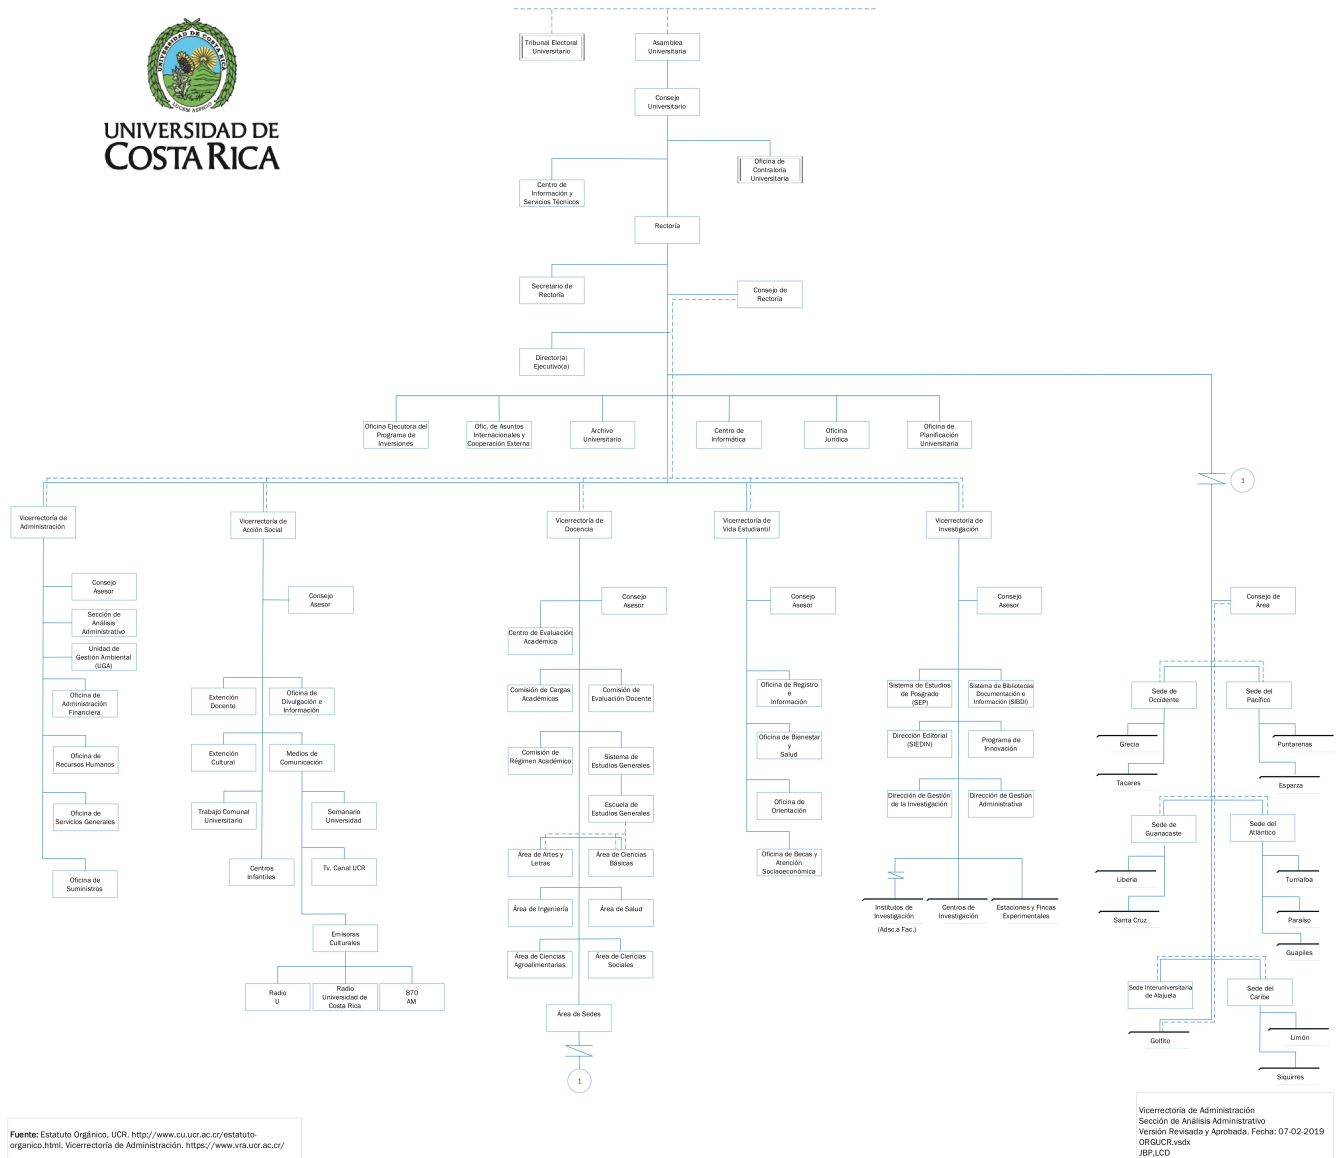 UNIVERSIDAD DE COSTA RICA
LUCEM ASPICIO
UNIVERSIDAD DE
COSTA RICA
Tribunal Electoral
Universitario
Asamblea
Universitaria
Consejo
Universitario
Oficina de
Contraloría
Universitaria
Centro de
Información y
Servicios Técnicos
Rectoría
Secretario de
Rectoría
Consejo de
Rectoría
Director(a)
Ejecutivo(a)
Oficina Ejecutora del
Programa de
Inversiones
Ofic. de Asuntos
Internacionales y
Cooperación Externa
Archivo
Universitario
Centro de
Informática
Oficina
Jurídica
Oficina de
Planificación
Universitaria
1
Vicerrectoría de
Administración
Vicerrectoría de
Acción Social
Vicerrectoría de
Docencia
Vicerrectoría de
Vida Estudiantil
Vicerrectoría de
Investigación
Consejo
Asesor
Sección de
Análisis
Administrativo
Unidad de
Gestión Ambiental
(UGA)
Oficina de
Administración
Financiera
Oficina de
Recursos Humanos
Oficina de
Servicios Generales
Oficina de
Suministros
Consejo
Asesor
Extención
Docente
Oficina de
Divulgación e
Información
Extención
Cultural
Medios de
Comunicación
Trabajo Comunal
Universitario
Semanario
Universidad
Centros
Infantiles
Tv. Canal UCR
Emisoras
Culturales
Radio
U
Radio
Universidad de
Costa Rica
870
AM
Consejo
Asesor
Centro de Evaluación
Académica
Comisión de Cargas
Académicas
Comisión de
Evaluación Docente
Comisión de
Régimen Académico
Sistema de
Estudios Generales
Escuela de
Estudios Generales
Área de Artes y
Letras
Área de Ciencias
Básicas
Área de Ingeniería
Área de Salud
Área de Ciencias
Agroalimentarias
Área de Ciencias
Sociales
Área de Sedes
1
Consejo
Asesor
Oficina de Registro
e
Información
Oficina de Bienestar
y
Salud
Oficina de
Orientación
Oficina de Becas y
Atención
Socioaeconómica
Consejo
Asesor
Sistema de Estudios
de Posgrado
(SEP)
Sistema de Bibliotecas
Documentación e
Información (SIBDI)
Dirección Editorial
(SIEDIN)
Programa de
Innovación
Dirección de Gestión
de la Investigación
Dirección de Gestión
Administrativa
Institutos de
Investigación
(Adsc.a Fac.)
Centros de
Investigación
Estaciones y Fincas
Experimentales
Consejo de
Área
Sede de
Occidente
Sede del
Pacífico
Grecia
Tacares
Puntarenas
Esparza
Sede de
Guanacaste
Sede del
Atlántico
Liberia
Santa Cruz
Turrialba
Paraíso
Guapiles
Sede Interuniversitaria
de Alajuela
Sede del
Caribe
Golfito
Limón
Siquirres
Fuente: Estatuto Orgánico, UCR. http://www.cu.ucr.ac.cr/estatuto-
organico.html. Vicerrectoría de Administración. https://www.vra.ucr.ac.cr/
Vicerrectoría de Administración
Sección de Análisis Administrativo
Versión Revisada y Aprobada. Fecha: 07-02-2019
ORGUCR.vsdx
JBP,LCD